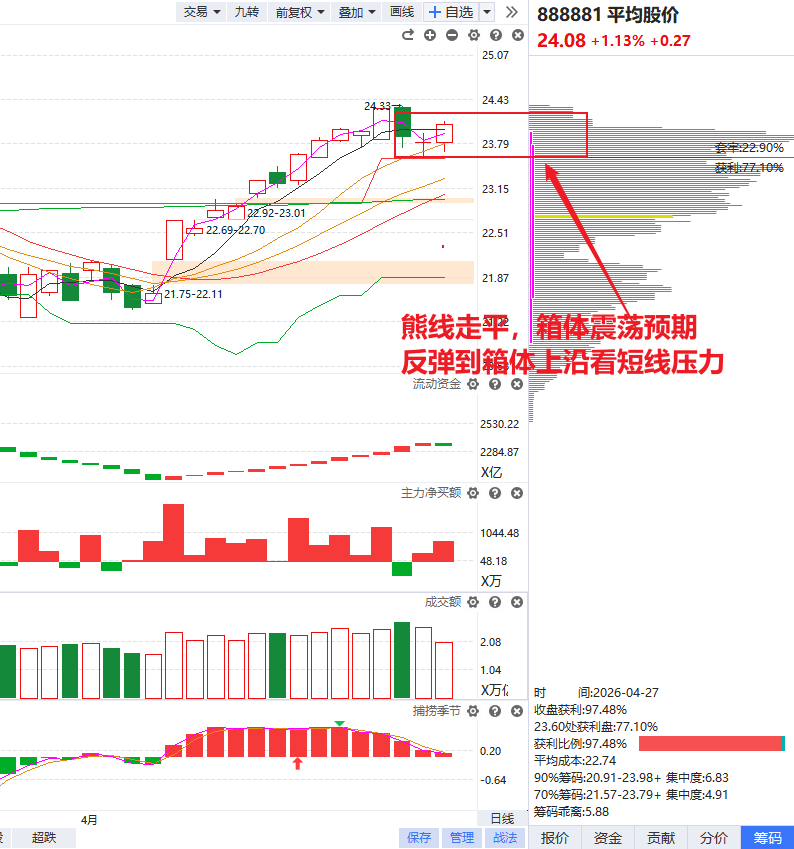 交易 九转 前复权 叠加 画线 + 自选
888881 平均股价
24.08 +1.13% +0.27
25.07
24.43
24.33
23.79
套牢:22.90%
获利:77.10%
23.15
22.92-23.01
22.69-22.70
22.51
21.87
21.75-22.11
21.22
熊线走平，箱体震荡预期
反弹到箱体上沿看短线压力
流动资金
2530.22
2284.87
X亿
主力净买额
1044.48
48.18
X万
成交额
2.08
1.04
X万亿
捕捞季节
0.20
-0.64
时 间:2026-04-27
收盘获利:97.48%
23.60处获利盘:77.10%
获利比例:97.48%
平均成本:22.74
90%筹码:20.91-23.98+ 集中度:6.83
70%筹码:21.57-23.79+ 集中度:4.91
筹码乖离:5.88
4月 日线
超跌 保存 管理 战法 报价 资金 贡献 分价 筹码